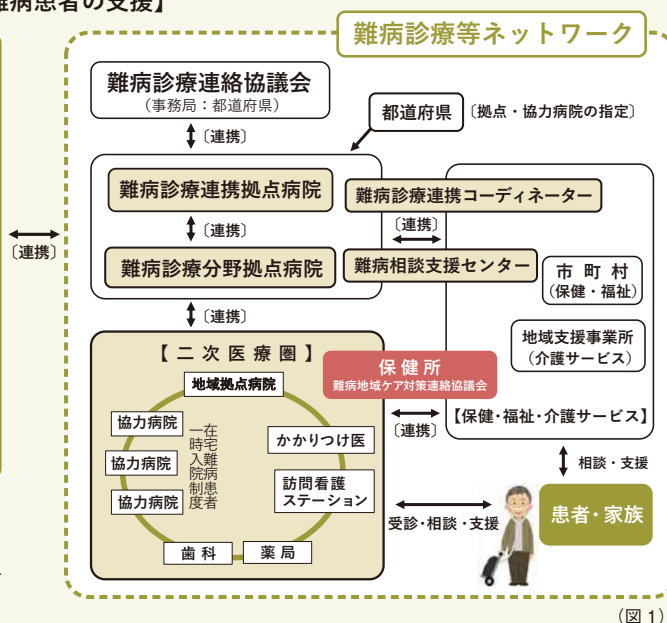 難病患者の支援】
難病診療等ネットワーク
難病診療連絡協議会
（事務局：都道府県）
〔連携〕
都道府県
〔拠点・協力病院の指定〕
難病診療連携拠点病院
難病診療連携コーディネーター
〔連携〕
〔連携〕
〔連携〕
難病診療分野拠点病院
難病相談支援センター
市町村
（保健・福祉）
〔連携〕
地域支援事業所
（介護サービス）
【二次医療圏】
保健所
難病地域ケア対策連絡協議会
地域拠点病院
〔連携〕
【保健・福祉・介護サービス】
協力病院
協力病院
協力病院
在宅難病患者
一時入院制度
かかりつけ医
訪問看護
ステーション
歯科
薬局
相談・支援
受診・相談・支援
患者・家族
（図1）